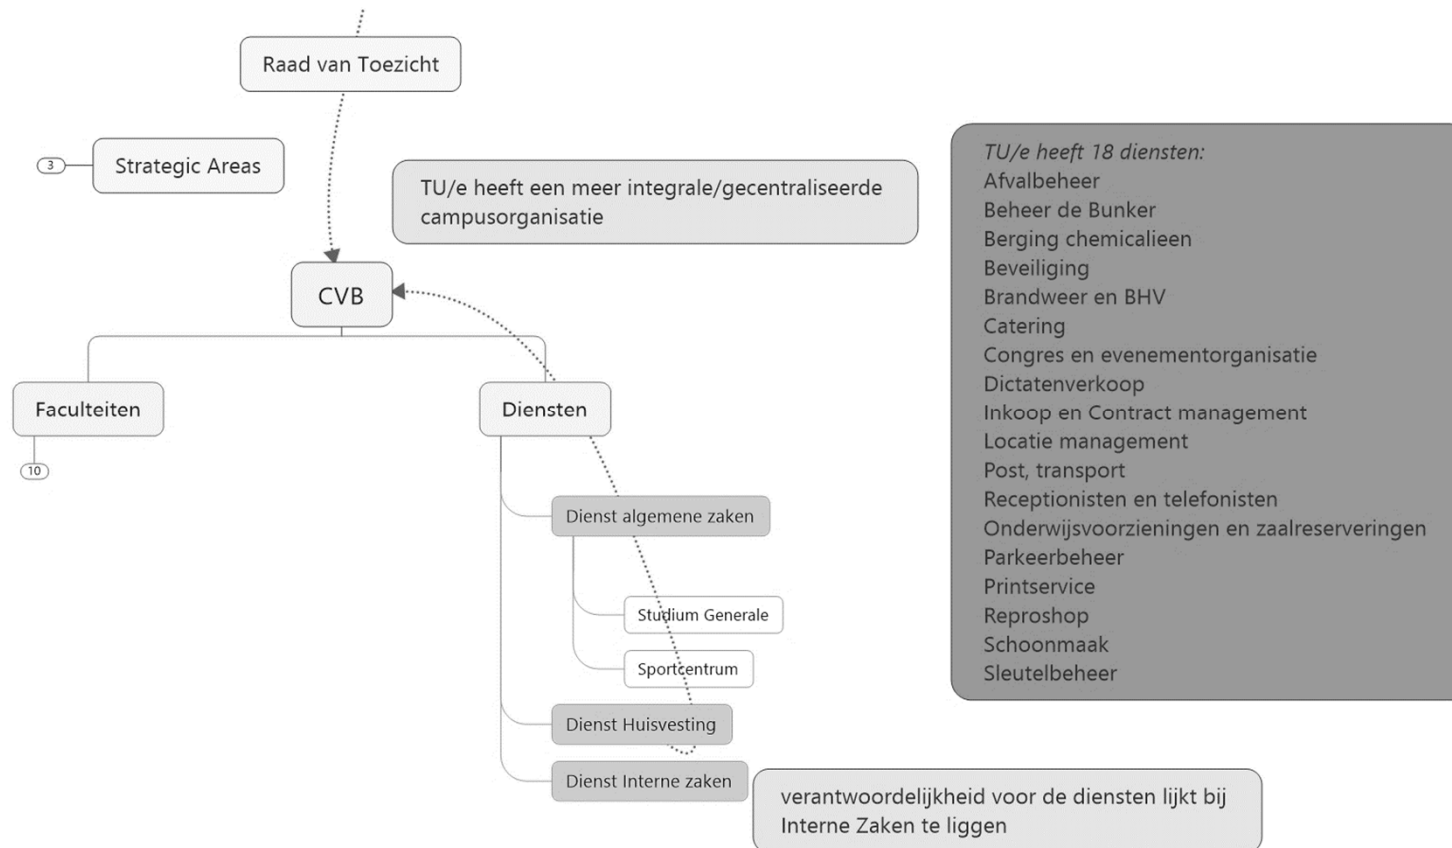 Raad van Toezicht
3
Strategic Areas
TU/e heeft een meer integrale/gecentraliseerde
campusorganisatie
CVB
Faculteiten
10
Diensten
Dienst algemene zaken
Studium Generale
Sportcentrum
Dienst Huisvesting
Dienst Interne zaken
verantwoordelijkheid voor de diensten lijkt bij
Interne Zaken te liggen
TU/e heeft 18 diensten:
Afvalbeheer
Beheer de Bunker
Berging chemicalieen
Beveiliging
Brandweer en BHV
Catering
Congres en evenementorganisatie
Dictatenverkoop
Inkoop en Contract management
Locatie management
Post, transport
Receptionisten en telefonisten
Onderwijsvoorzieningen en zaalreserveringen
Parkeerbeheer
Printservice
Reproshop
Schoonmaak
Sleutelbeheer